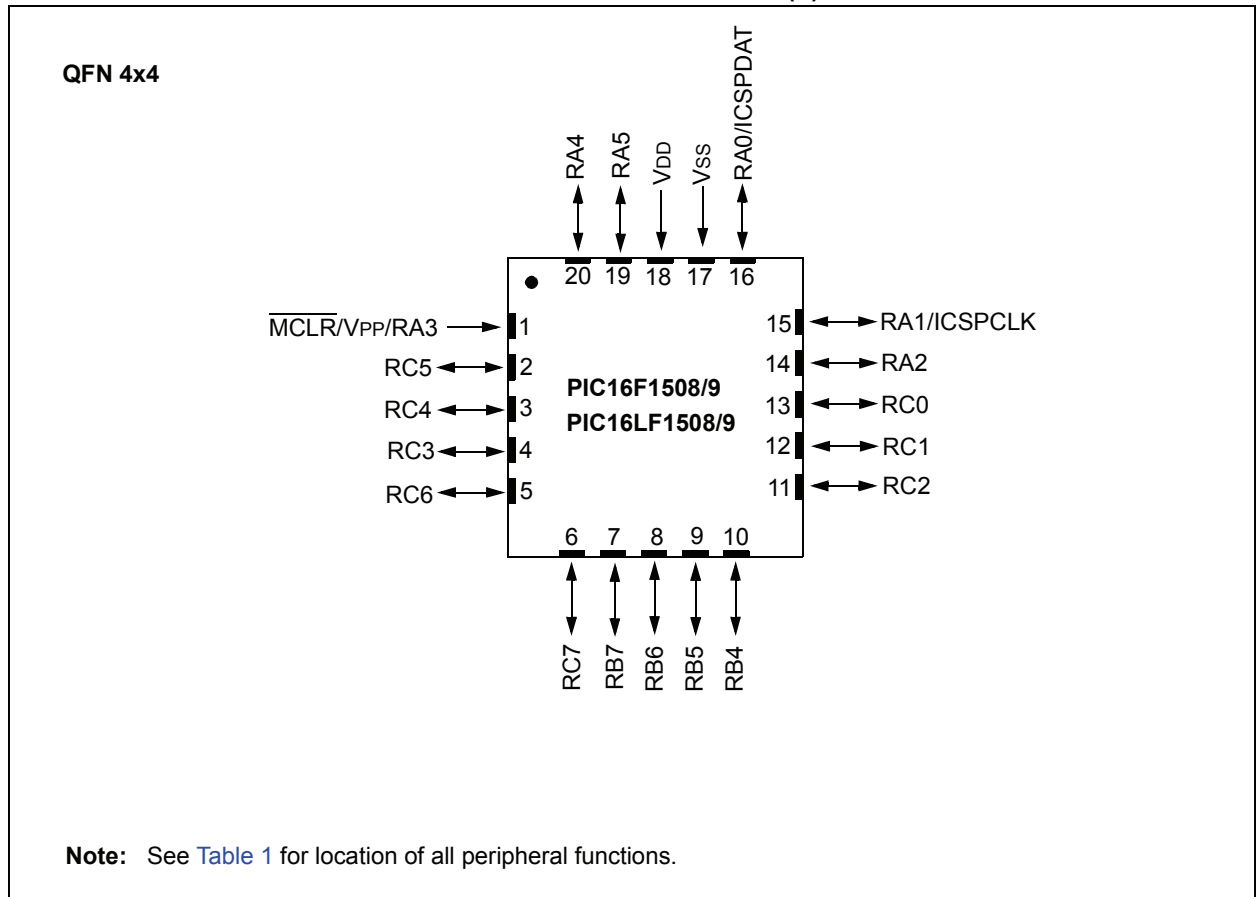 QFN 4x4
RA4
RA5
VDD
VSS
RA0/ICSPDAT
20 19 18 17 16
MCLR/VPP/RA3 1
RC5 2
RC4 3
RC3 4
RC6 5
PIC16F1508/9
PIC16LF1508/9
15 RA1/ICSPCLK
14 RA2
13 RC0
12 RC1
11 RC2
6 7 8 9 10
RC7
RB7
RB6
RB5
RB4
Note: See Table 1 for location of all peripheral functions.